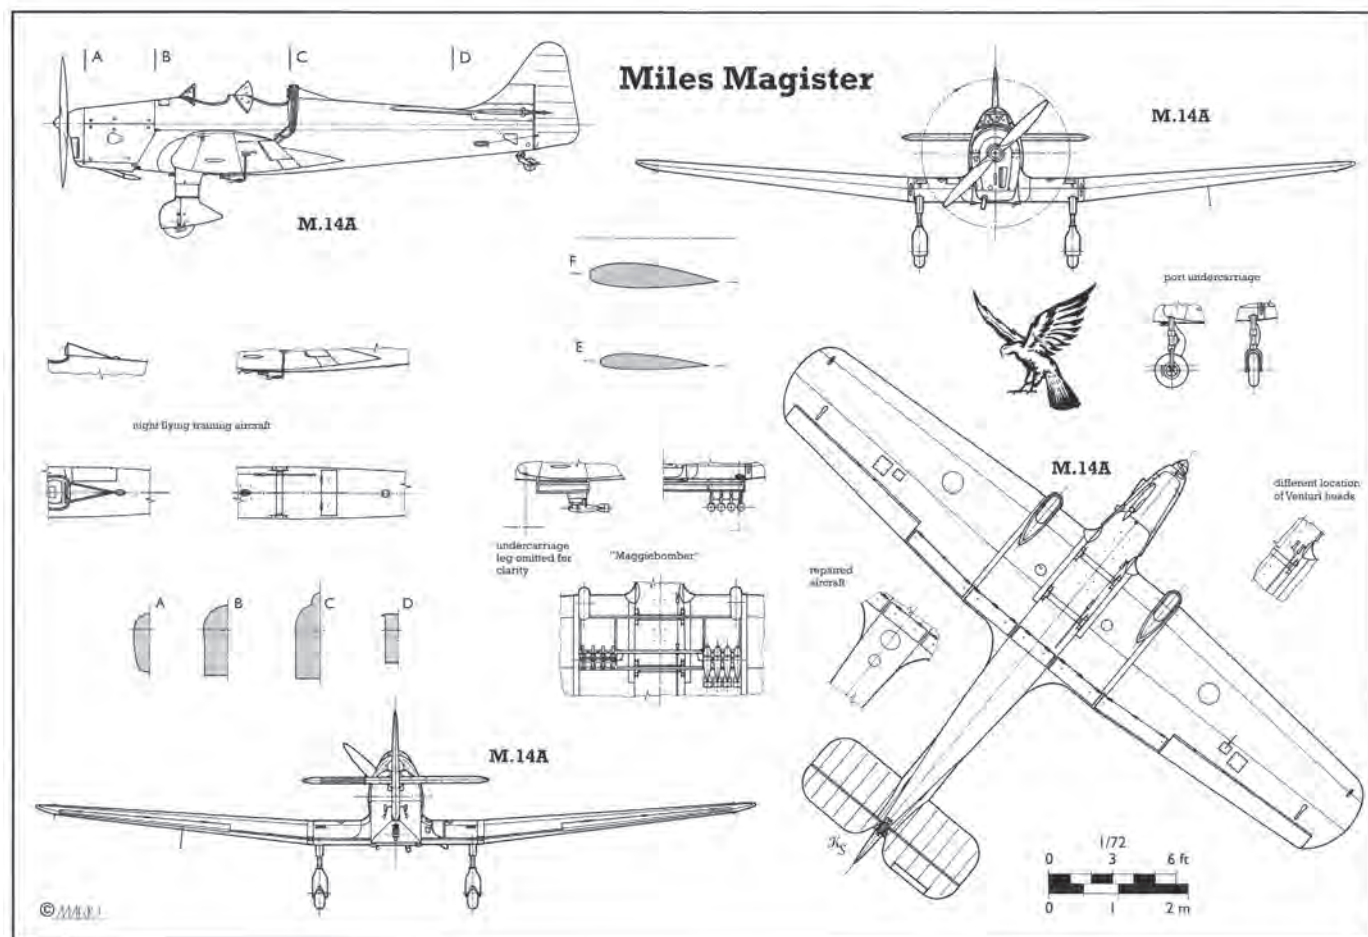 A
B
C
D
Miles Magister
M.14A
M.14A
F
port undercarriage
E
night flying training aircraft
M.14A
different location
of Venturi heads
undercarriage
leg omitted for
clarity
"Maggiebomber"
repaired
aircraft
A
B
C
D
M.14A
KS
1/72
0 3 6 ft
0 1 2 m
©